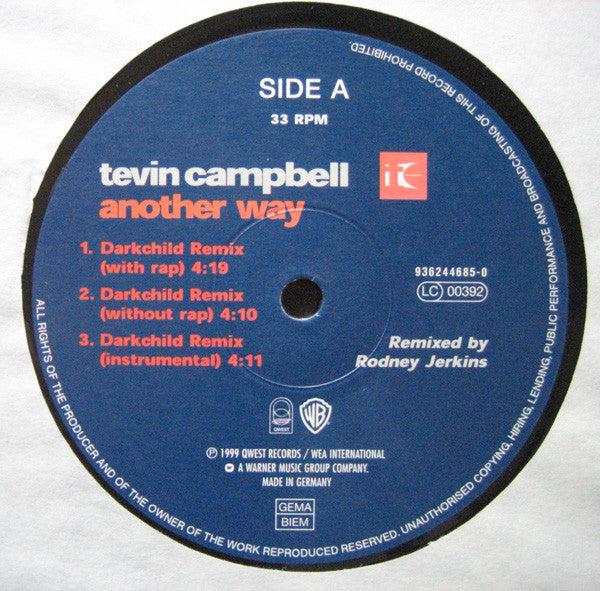 SIDE A
33 RPM
tevin campbell
another way
1. Darkchild Remix
(with rap) 4:19
2. Darkchild Remix
(without rap) 4:10
3. Darkchild Remix
(instrumental) 4:11
936244685-0
LC 00392
Remixed by
Rodney Jerkins
QWEST
WB
℗ 1999 QWEST RECORDS / WEA INTERNATIONAL
A WARNER MUSIC GROUP COMPANY.
MADE IN GERMANY
GEMA
BIEM
ALL RIGHTS OF THE PRODUCER AND OF THE OWNER OF THE WORK REPRODUCED RESERVED. UNAUTHORISED COPYING, HIRING, LENDING, PUBLIC PERFORMANCE AND BROADCASTING OF THIS RECORD PROHIBITED.